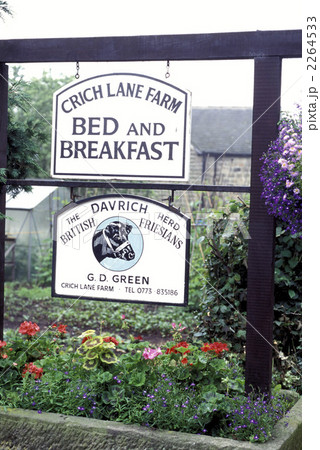 CRICH LANE FARM
BED AND
BREAKFAST
THE DAVRICH HERD
BRITISH FRIESIANS
G. D. GREEN
CRICH LANE FARM · TEL 0773 · 835186
PIXTA
pixta.jp - 2264533